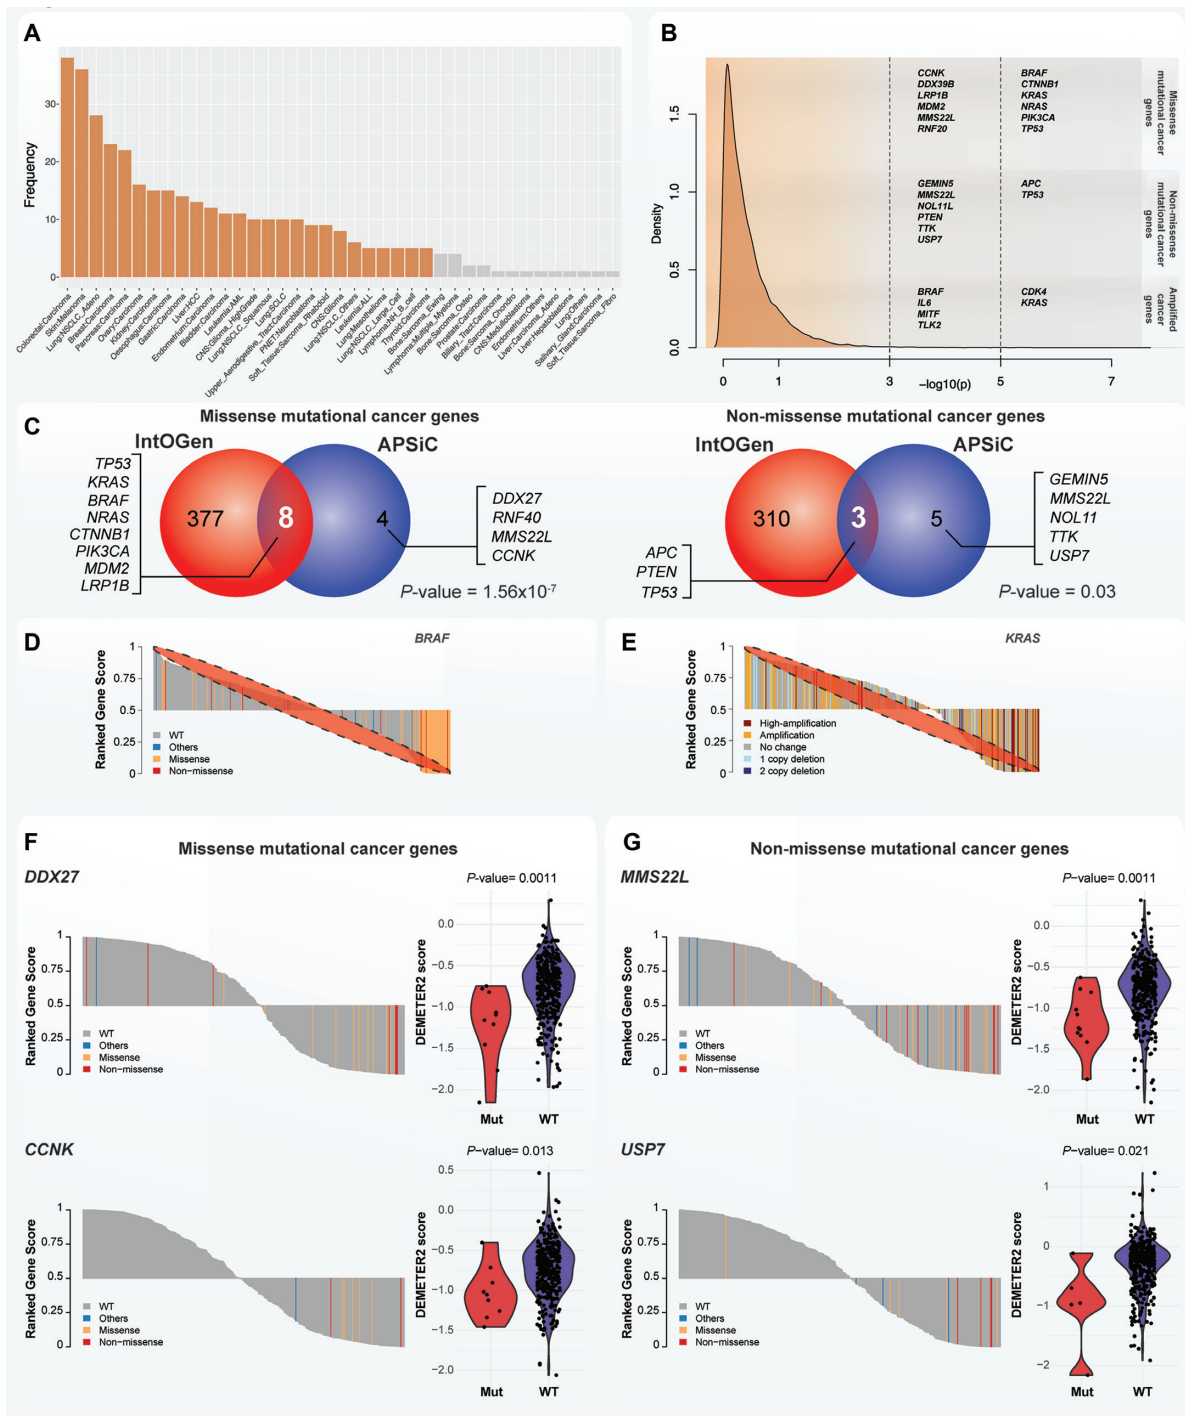 A
Frequency
30
20
10
0
Colorectal:Carcinoma
Skin:Melanoma
Lung:NSCLC_Adeno
Breast:Carcinoma
Pancreas:Carcinoma
Ovary:Carcinoma
Kidney:Carcinoma
Oesophagus:Carcinoma
Gastric:Carcinoma
Liver:HCC
Endometrium:Carcinoma
Bladder:Carcinoma
Leukemia:AML
CNS:Glioma_HighGrade
Lung:NSCLC_Squamous
Lung:SCLC
Upper_Aerodigestive_Tract:Carcinoma
PNET:Neuroblastoma
Soft_Tissue:Sarcoma_Rhabdoid
CNS:Glioma
Lung:NSCLC_Others
Leukemia:ALL
Lung:Mesothelioma
Lung:NSCLC_Large_Cell
Lymphoma:NH_B_cell
Thyroid:Carcinoma
Bone:Sarcoma_Ewing
Lymphoma:Multiple_Myeloma
Bone:Sarcoma_Osteo
Prostate:Carcinoma
Biliary_Tract:Carcinoma
Bone:Sarcoma_Chondro
CNS:Medulloblastoma
Endometrium:Others
Liver:Carcinoma_Adeno
Liver:Hepatoblastoma
Lung:Others
Salivary_Gland:Carcinoma
Soft_Tissue:Sarcoma_Fibro
B
Density
1.5
1.0
0.5
0.0
0 1 3 5 7
−log10(p)
CCNK
DDX39B
LRP1B
MDM2
MMS22L
RNF20
BRAF
CTNNB1
KRAS
NRAS
PIK3CA
TP53
Missense
mutational cancer
genes
GEMIN5
MMS22L
NOL11L
PTEN
TTK
USP7
APC
TP53
Non-missense
mutational cancer
genes
BRAF
IL6
MITF
TLK2
CDK4
KRAS
Amplified
cancer
genes
C
Missense mutational cancer genes
IntOGen
APSiC
TP53
KRAS
BRAF
NRAS
CTNNB1
PIK3CA
MDM2
LRP1B
377
8
4
DDX27
RNF40
MMS22L
CCNK
P-value = 1.56x10-7
Non-missense mutational cancer genes
IntOGen
APSiC
APC
PTEN
TP53
310
3
5
GEMIN5
MMS22L
NOL11
TTK
USP7
P-value = 0.03
D
BRAF
Ranked Gene Score
1
0.75
0.5
0.25
0
WT
Others
Missense
Non-missense
E
KRAS
Ranked Gene Score
1
0.75
0.5
0.25
0
High-amplification
Amplification
No change
1 copy deletion
2 copy deletion
F
Missense mutational cancer genes
DDX27
Ranked Gene Score
1
0.75
0.5
0.25
0
WT
Others
Missense
Non-missense
P−value= 0.0011
DEMETER2 score
0.0
−0.5
−1.0
−1.5
−2.0
Mut WT
CCNK
Ranked Gene Score
1
0.75
0.5
0.25
0
WT
Others
Missense
Non-missense
P−value= 0.013
DEMETER2 score
0.5
0.0
−0.5
−1.0
−1.5
−2.0
Mut WT
G
Non-missense mutational cancer genes
MMS22L
Ranked Gene Score
1
0.75
0.5
0.25
0
WT
Others
Missense
Non-missense
P−value= 0.0011
DEMETER2 score
0.0
−0.5
−1.0
−1.5
−2.0
Mut WT
USP7
Ranked Gene Score
1
0.75
0.5
0.25
0
WT
Others
Missense
Non-missense
P−value= 0.021
DEMETER2 score
1
0
−1
−2
Mut WT